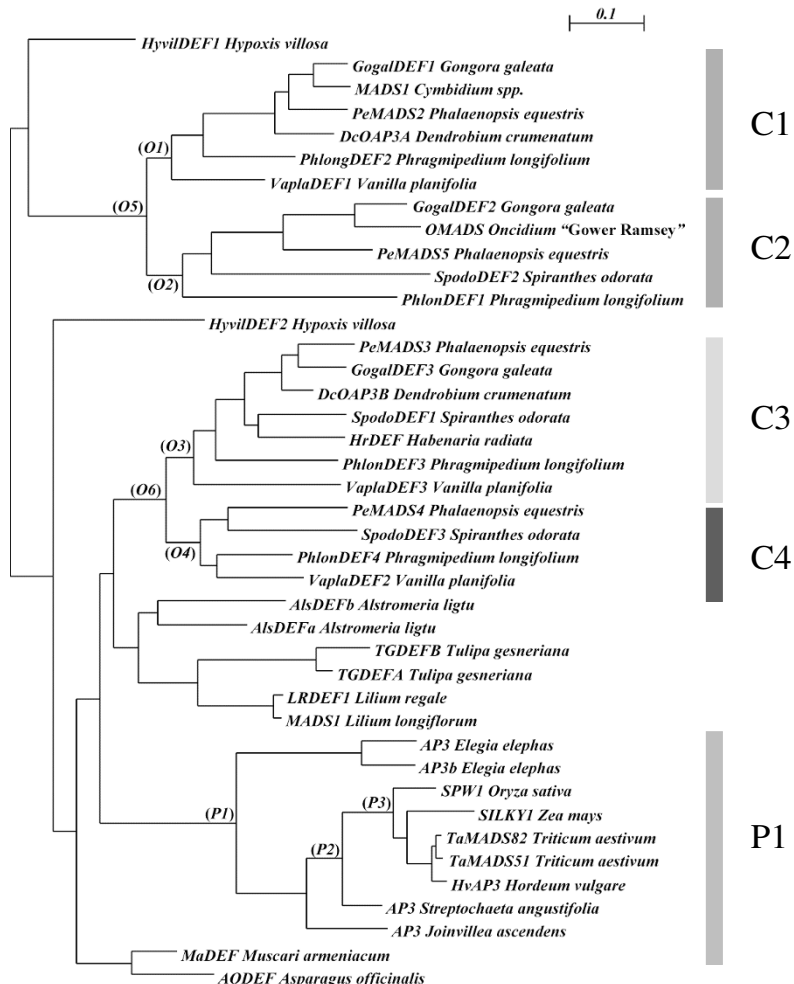 0.1
HyvilDEF1 Hypoxis villosa
GogalDEF1 Gongora galeata
MADS1 Cymbidium spp.
PeMADS2 Phalaenopsis equestris
C1
DcOAP3A Dendrobium crumenatum
(O1)
PhlongDEF2 Phragmipedium longifolium
VaplaDEF1 Vanilla planifolia
(O5)
GogalDEF2 Gongora galeata
OMADS Oncidium “Gower Ramsey”
C2
PeMADS5 Phalaenopsis equestris
SpodoDEF2 Spiranthes odorata
(O2)
PhlonDEF1 Phragmipedium longifolium
HyvilDEF2 Hypoxis villosa
PeMADS3 Phalaenopsis equestris
GogalDEF3 Gongora galeata
DcOAP3B Dendrobium crumenatum
C3
SpodoDEF1 Spiranthes odorata
HrDEF Habenaria radiata
(O3)
PhlonDEF3 Phragmipedium longifolium
VaplaDEF3 Vanilla planifolia
(O6)
PeMADS4 Phalaenopsis equestris
SpodoDEF3 Spiranthes odorata
(O4)
PhlonDEF4 Phragmipedium longifolium
C4
VaplaDEF2 Vanilla planifolia
AlsDEFb Alstromeria ligtu
AlsDEFa Alstromeria ligtu
TGDEFB Tulipa gesneriana
TGDEFA Tulipa gesneriana
LRDEF1 Lilium regale
MADS1 Lilium longiflorum
AP3 Elegia elephas
AP3b Elegia elephas
SPW1 Oryza sativa
(P3)
(P1)
SILKY1 Zea mays
TaMADS82 Triticum aestivum
P1
(P2)
TaMADS51 Triticum aestivum
HvAP3 Hordeum vulgare
AP3 Streptochaeta angustifolia
AP3 Joinvillea ascendens
MaDEF Muscari armeniacum
AODEF Asparagus officinalis